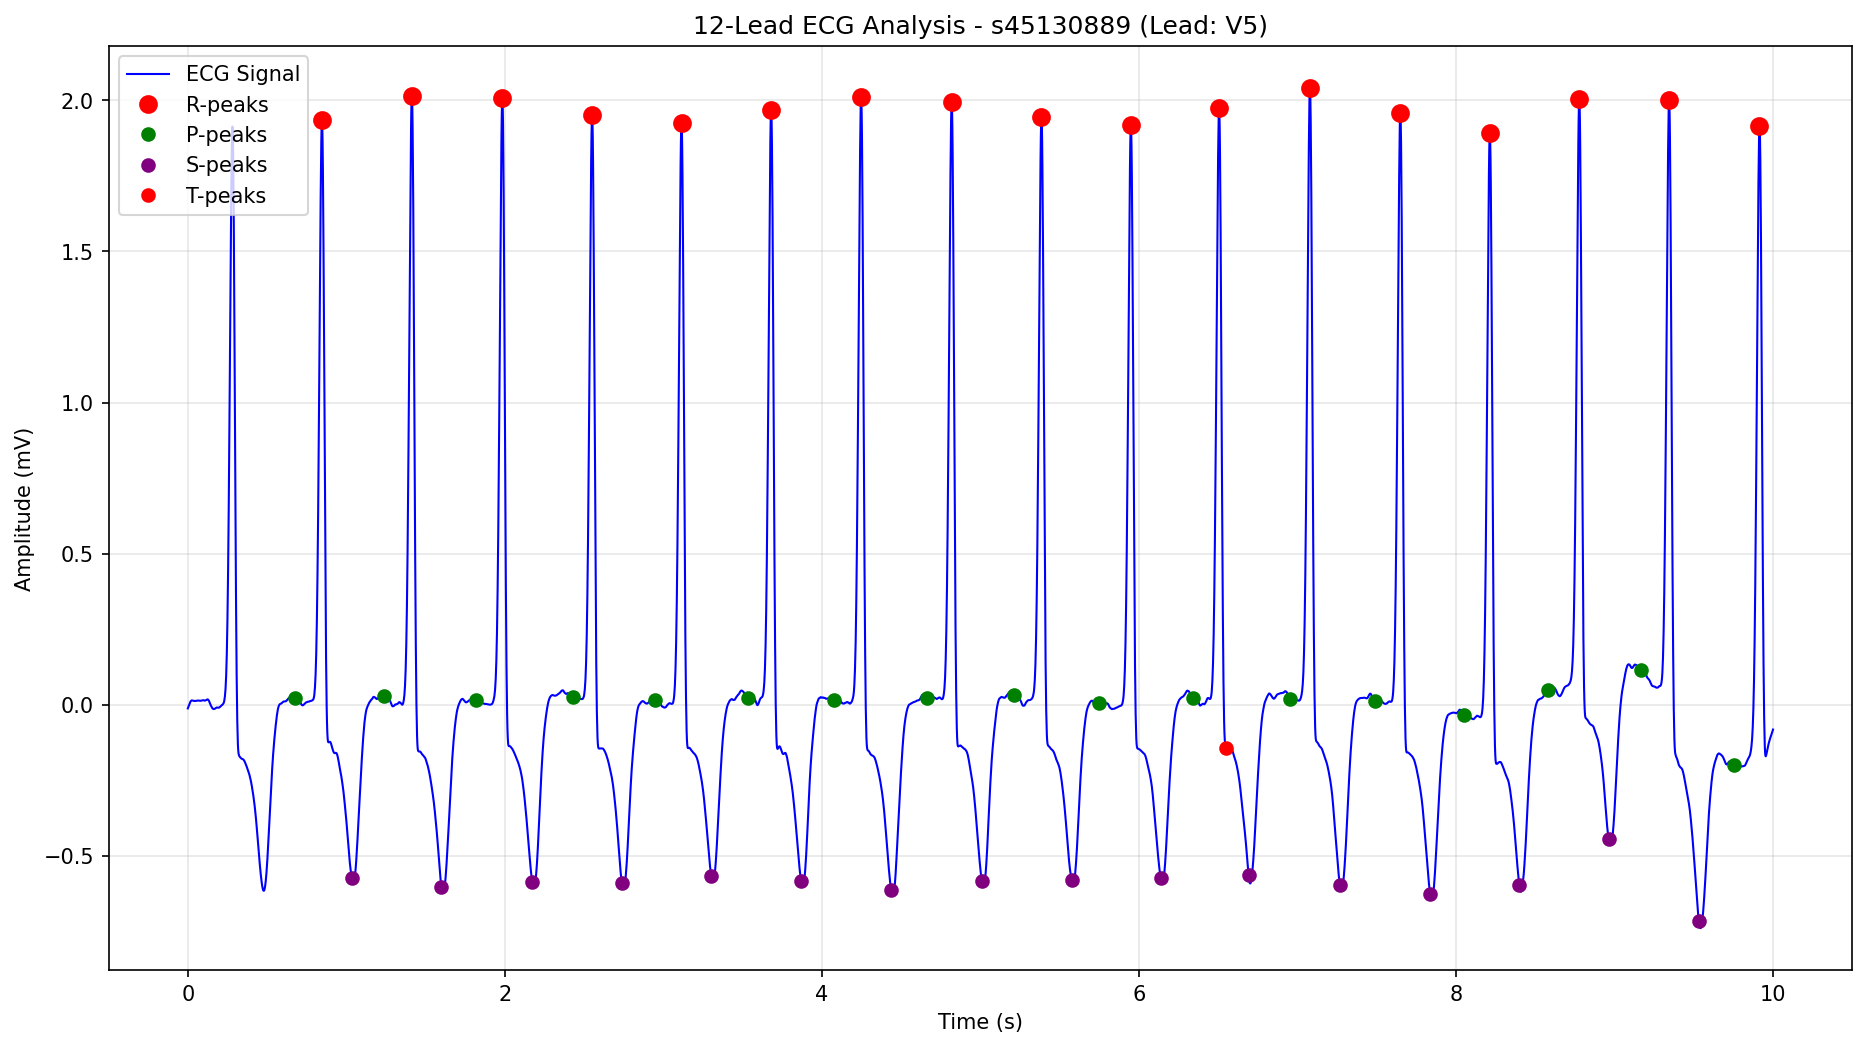 12-Lead ECG Analysis - s45130889 (Lead: V5)
ECG Signal
R-peaks
P-peaks
S-peaks
T-peaks
Amplitude (mV)
2.0
1.5
1.0
0.5
0.0
−0.5
0 2 4 6 8 10
Time (s)